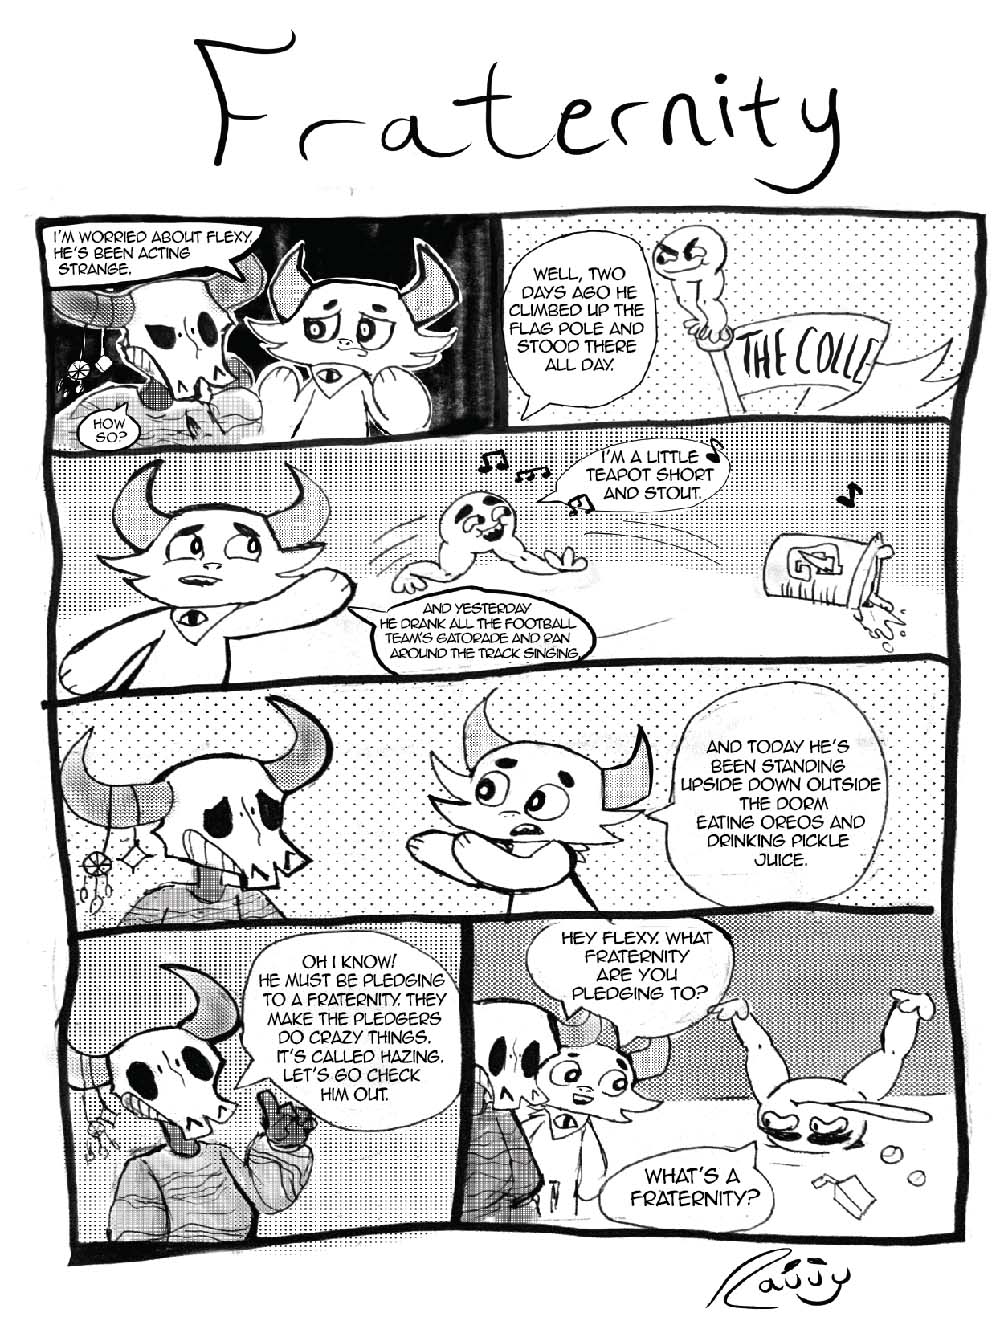 Fraternity
I'M WORRIED ABOUT FLEXY.
HE'S BEEN ACTING
STRANGE.
HOW
SO?
WELL, TWO
DAYS AGO HE
CLIMBED UP THE
FLAG POLE AND
STOOD THERE
ALL DAY.
THE COLLE
I'M A LITTLE
TEAPOT SHORT
AND STOUT.
AND YESTERDAY
HE DRANK ALL THE FOOTBALL
TEAM'S GATORADE AND RAN
AROUND THE TRACK SINGING.
AND TODAY HE'S
BEEN STANDING
UPSIDE DOWN OUTSIDE
THE DORM
EATING OREOS AND
DRINKING PICKLE
JUICE.
OH I KNOW!
HE MUST BE PLEDGING
TO A FRATERNITY. THEY
MAKE THE PLEDGERS
DO CRAZY THINGS.
IT'S CALLED HAZING.
LET'S GO CHECK
HIM OUT.
HEY FLEXY. WHAT
FRATERNITY
ARE YOU
PLEDGING TO?
WHAT'S A
FRATERNITY?